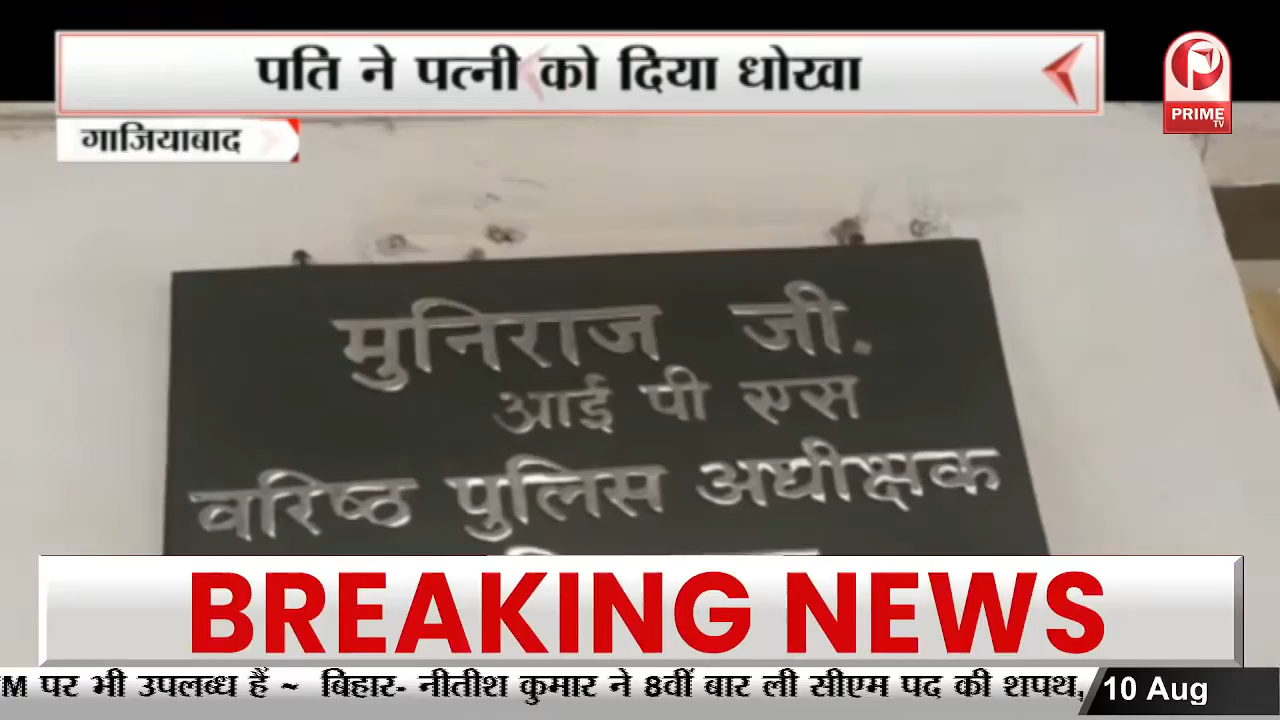 पति ने पत्नी को दिया धोखा
PRIME
TV
गाजियाबाद
मुनिराज जी.
आई पी एस
वरिष्ठ पुलिस अधीक्षक
BREAKING NEWS
M पर भी उपलब्ध हैं ~ बिहार- नीतीश कुमार ने 8वीं बार ली सीएम पद की शपथ,
10 Aug